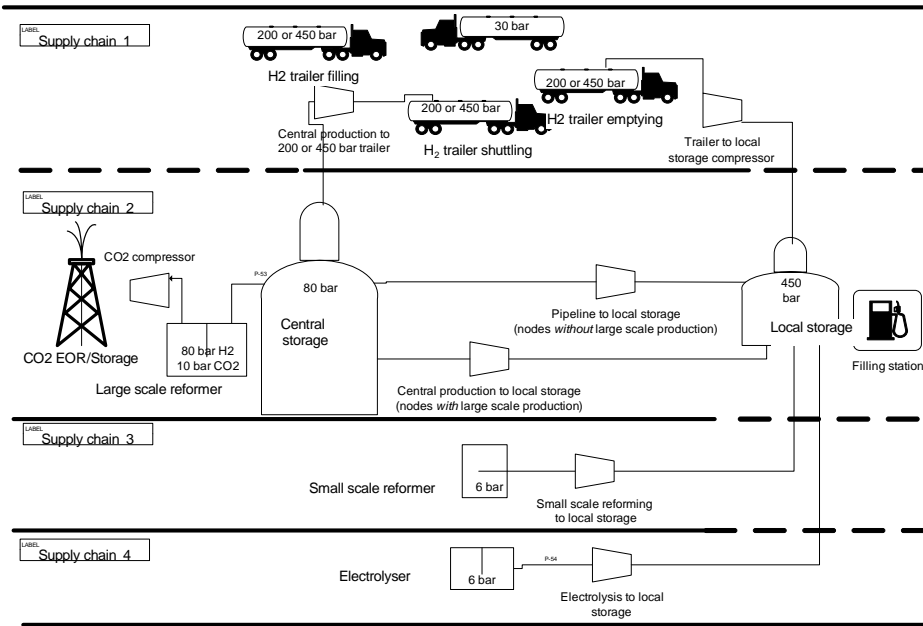 LABEL
Supply chain 1
200 or 450 bar
30 bar
H2 trailer filling
200 or 450 bar
200 or 450 bar
H2 trailer emptying
Central production to
200 or 450 bar trailer
H₂ trailer shuttling
Trailer to local
storage compressor
LABEL
Supply chain 2
CO2 compressor
P-53
80 bar
450
bar
Central
storage
Pipeline to local storage
(nodes without large scale production)
Local storage
80 bar H2
10 bar CO2
CO2 EOR/Storage
Large scale reformer
Filling station
Central production to local storage
(nodes with large scale production)
LABEL
Supply chain 3
Small scale reformer
6 bar
Small scale reforming
to local storage
LABEL
Supply chain 4
Electrolyser
6 bar
P-54
Electrolysis to local
storage